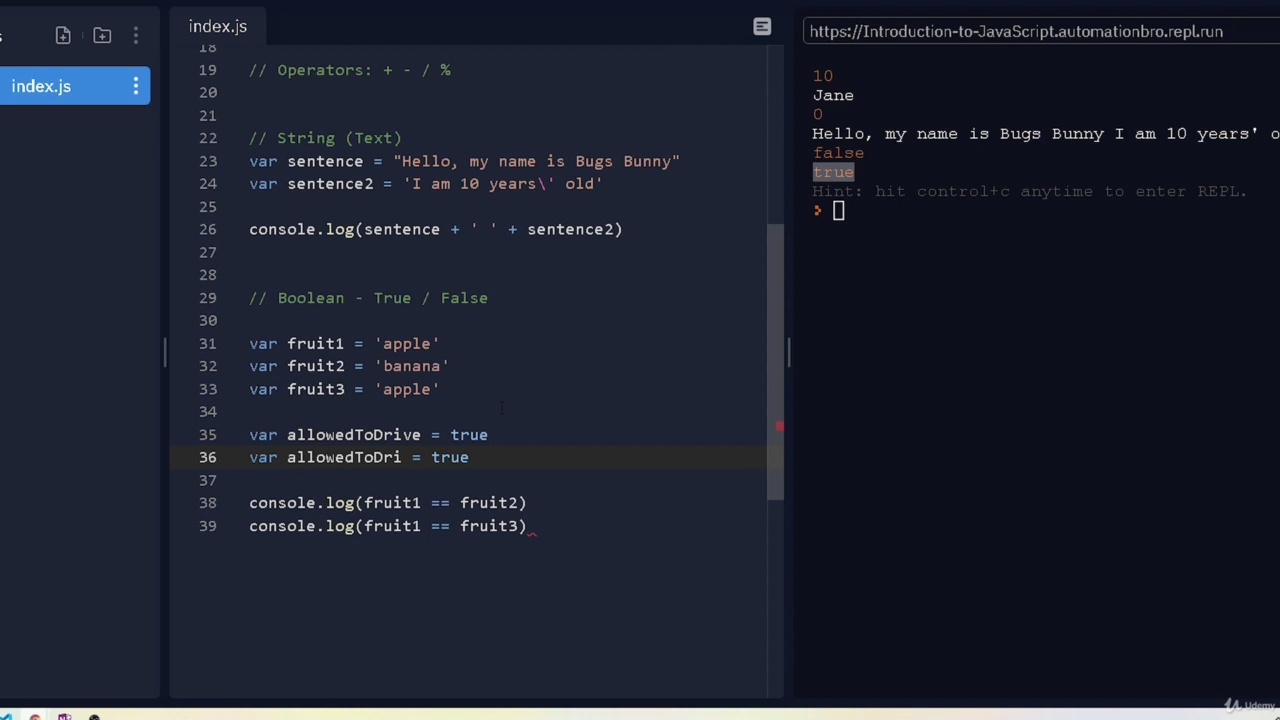 index.js
s
index.js
18
19 // Operators: + - / %
20
21
22 // String (Text)
23 var sentence = "Hello, my name is Bugs Bunny"
24 var sentence2 = 'I am 10 years\' old'
25
26 console.log(sentence + ' ' + sentence2)
27
28
29 // Boolean - True / False
30
31 var fruit1 = 'apple'
32 var fruit2 = 'banana'
33 var fruit3 = 'apple'
34
35 var allowedToDrive = true
36 var allowedToDri = true
37
38 console.log(fruit1 == fruit2)
39 console.log(fruit1 == fruit3)
https://Introduction-to-JavaScript.automationbro.repl.run
10
Jane
0
Hello, my name is Bugs Bunny I am 10 years' o
false
true
Hint: hit control+c anytime to enter REPL.
>
Udemy